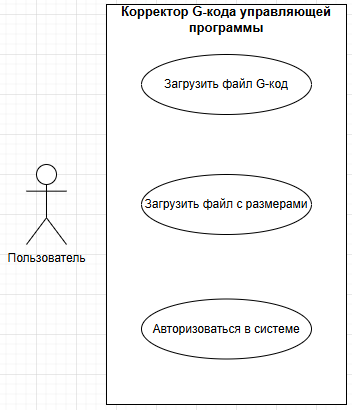 Корректор G-кода управляющей
программы
Загрузить файл G-код
Загрузить файл с размерами
Пользователь
Авторизоваться в системе